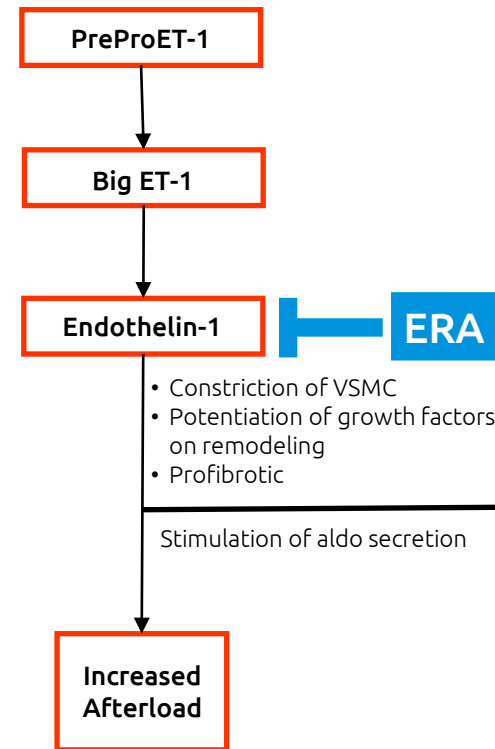 PreProET-1
Big ET-1
Endothelin-1
ERA
• Constriction of VSMC
• Potentiation of growth factors
on remodeling
• Profibrotic
Stimulation of aldo secretion
Increased
Afterload